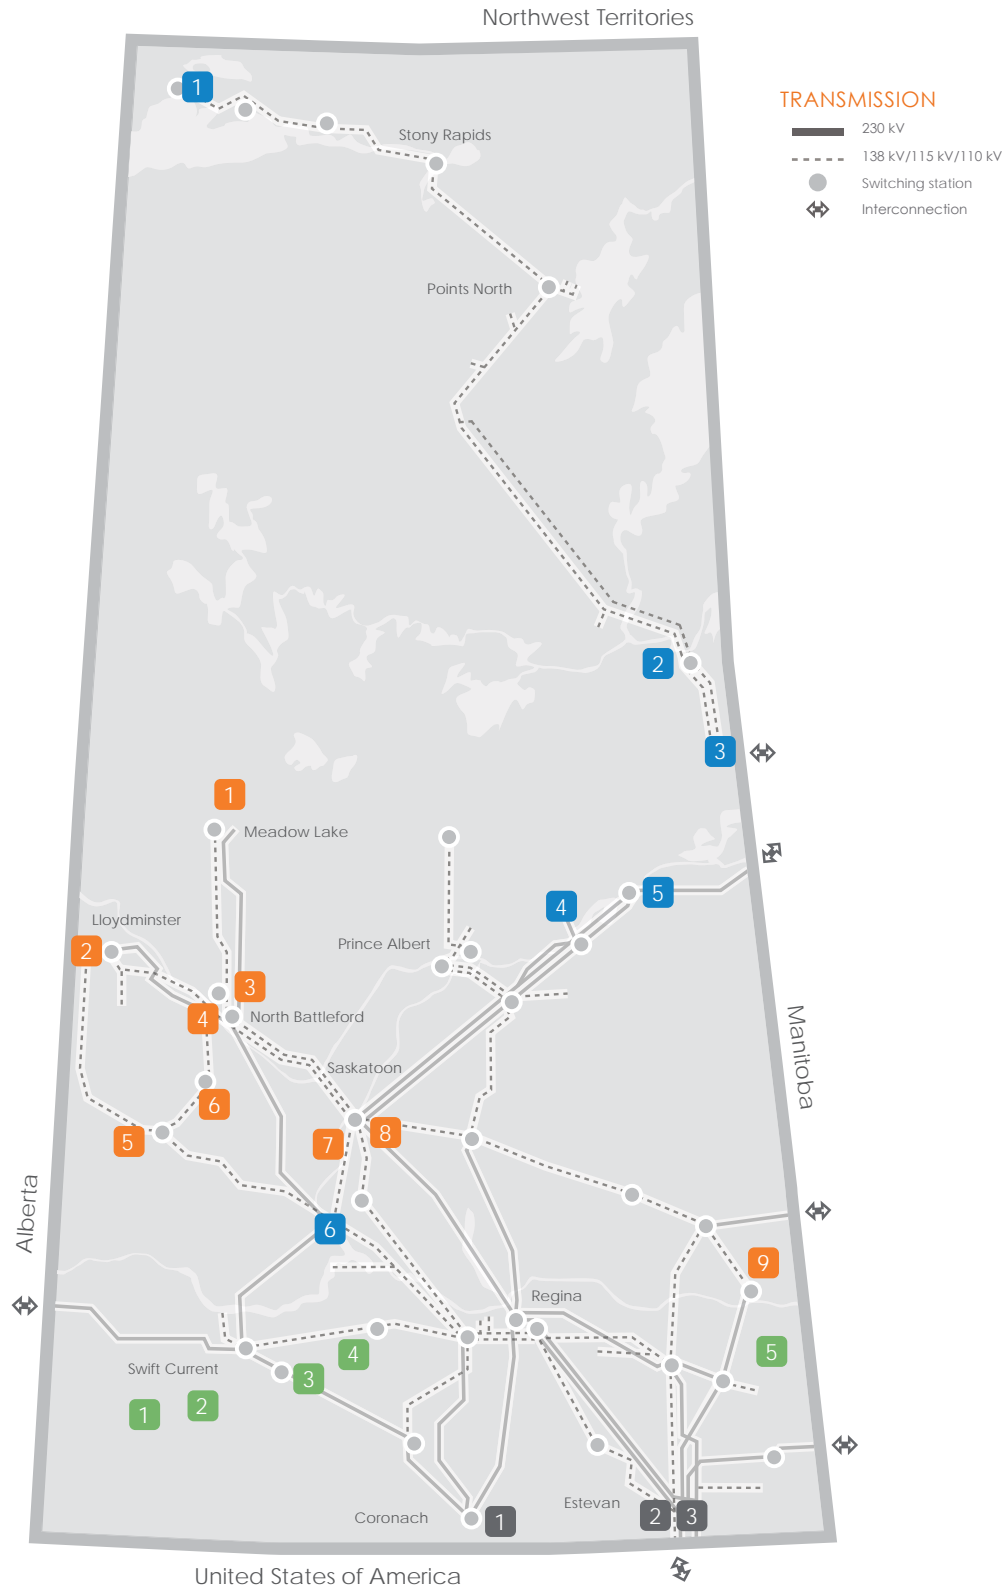 Northwest Territories
TRANSMISSION
230 kV
138 kV/115 kV/110 kV
Switching station
Interconnection
1
Stony Rapids
Points North
2
3
1
Meadow Lake
4
5
Lloydminster
Prince Albert
2
3
4
North Battleford
Manitoba
Saskatoon
6
5
7
8
Alberta
6
9
Regina
4
5
Swift Current
3
1
2
Coronach
1
Estevan
2
3
United States of America